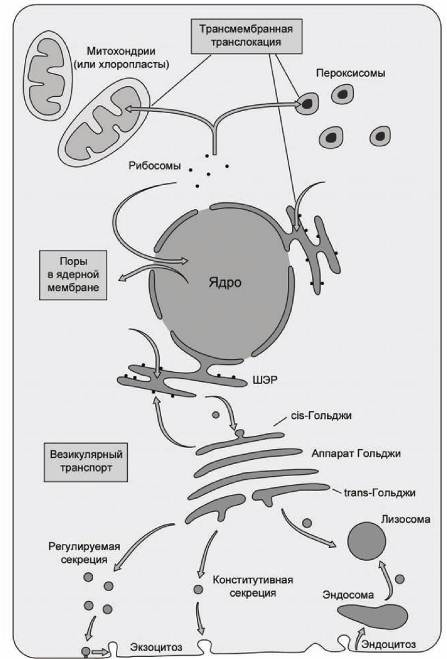 Трансмембранная
транслокация
Митохондрии
(или хлоропласты)
Пероксисомы
Рибосомы
Поры
в ядерной
мембране
Ядро
ШЭР
cis-Гольджи
Везикулярный
транспорт
Аппарат Гольджи
trans-Гольджи
Лизосома
Регулируемая
секреция
Конститутивная
секреция
Эндосома
Экзоцитоз
Эндоцитоз